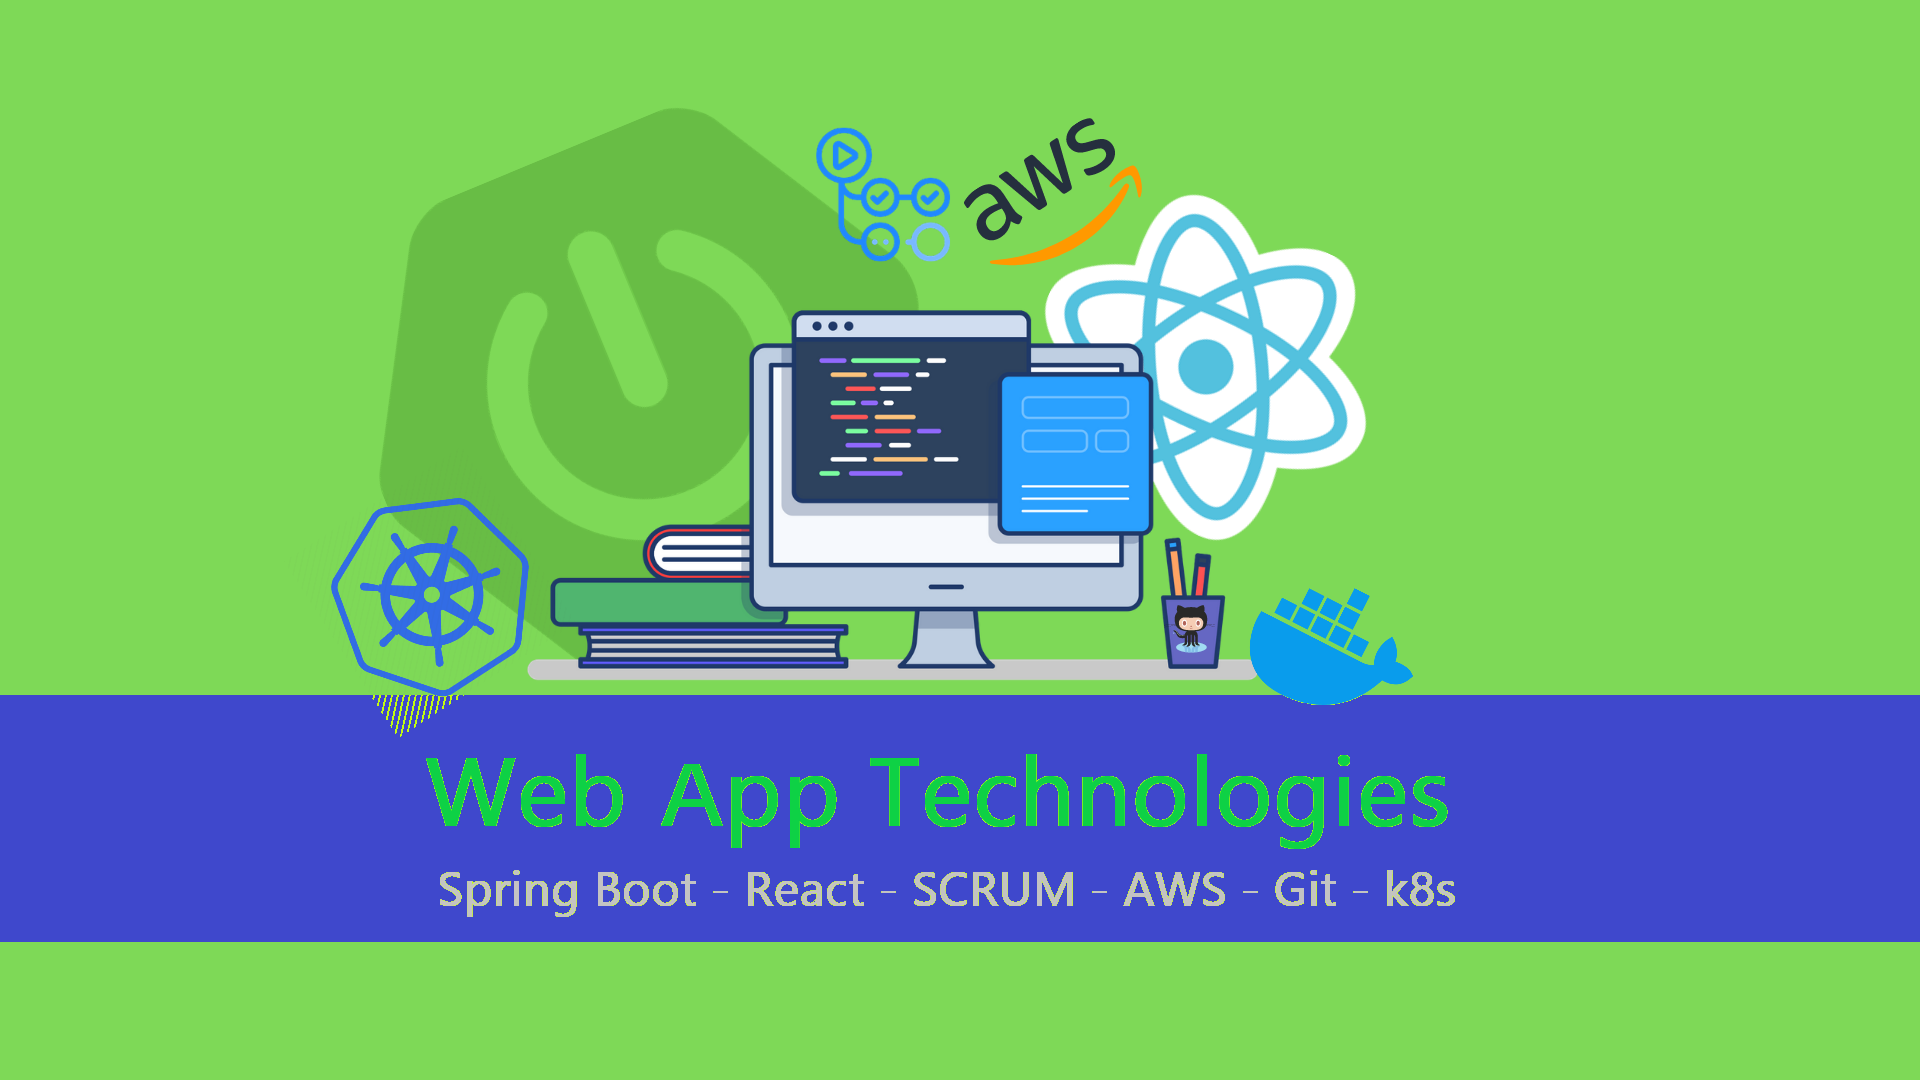 aws
Web App Technologies
Spring Boot - React - SCRUM - AWS - Git - k8s